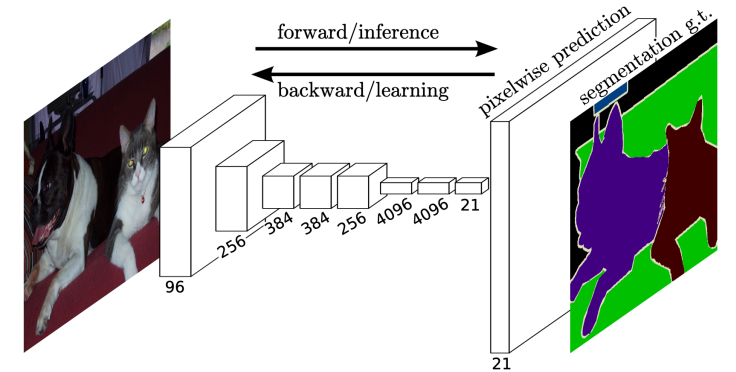 forward/inference
backward/learning
pixelwise prediction
segmentation g.t.
96
256
384
384
256
4096
4096
21
21